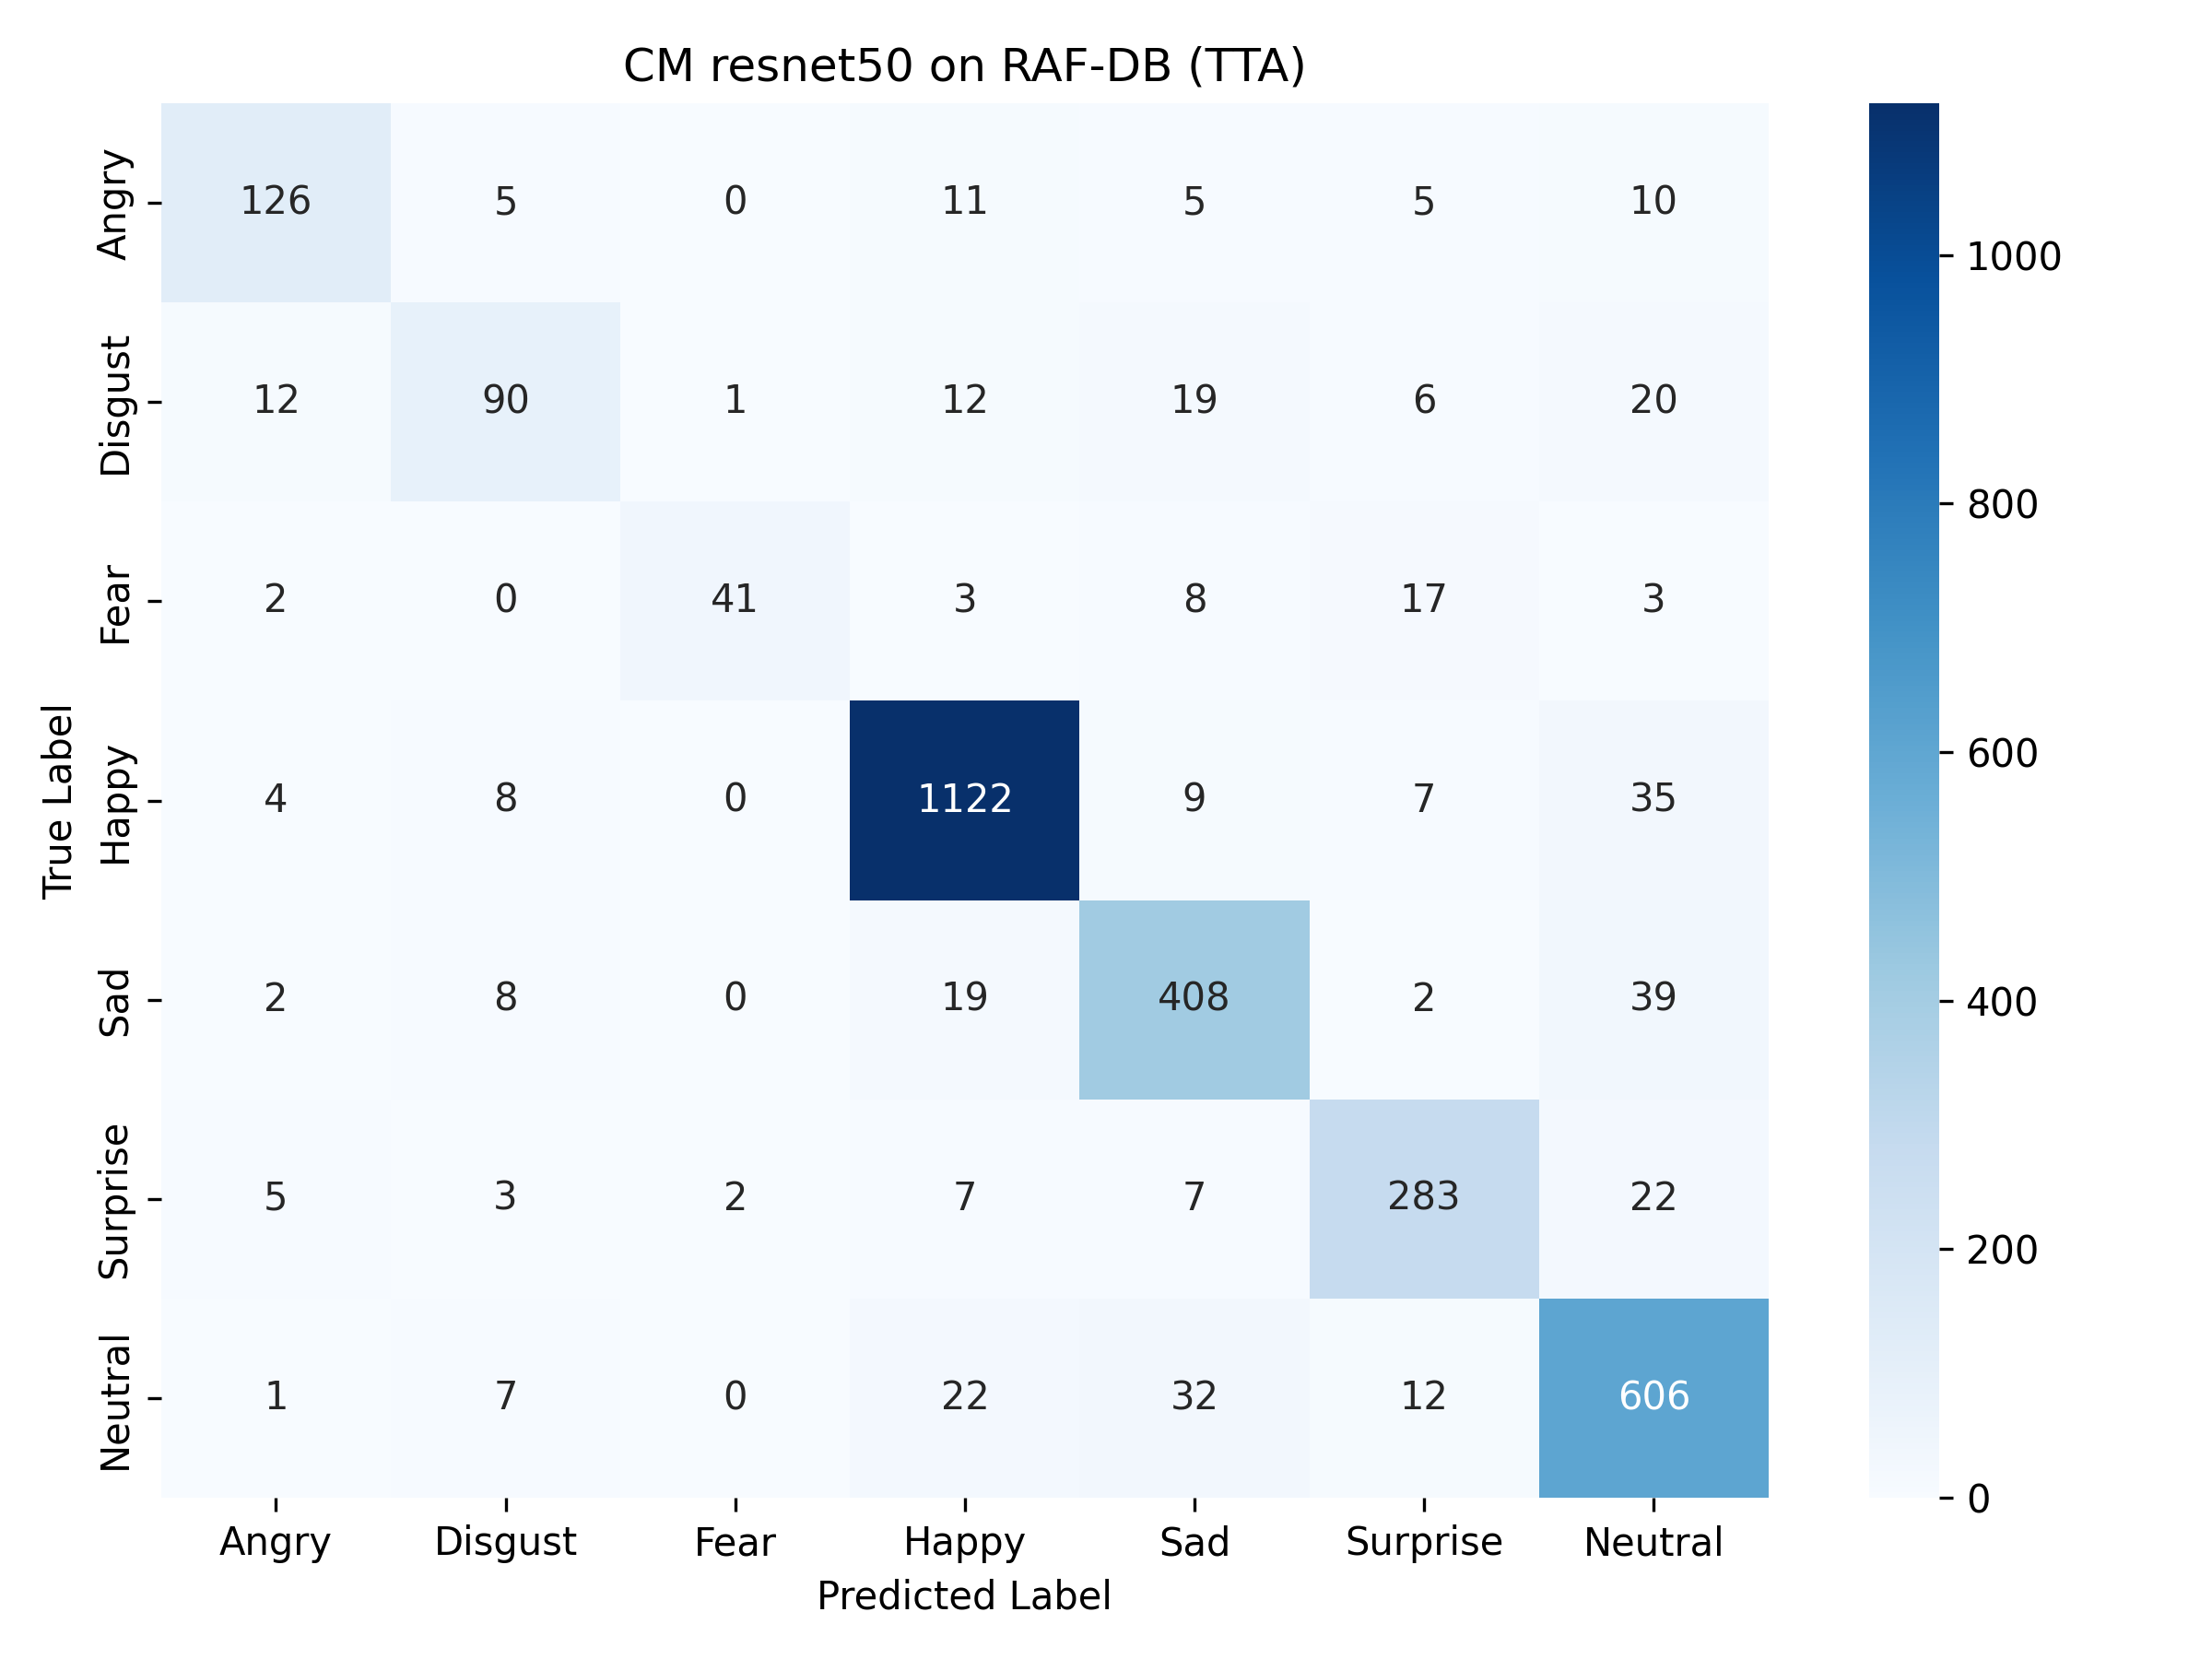 CM resnet50 on RAF-DB (TTA)
Angry 126 5 0 11 5 5 10
Disgust 12 90 1 12 19 6 20
Fear 2 0 41 3 8 17 3
Happy 4 8 0 1122 9 7 35
Sad 2 8 0 19 408 2 39
Surprise 5 3 2 7 7 283 22
Neutral 1 7 0 22 32 12 606
True Label
Angry Disgust Fear Happy Sad Surprise Neutral
Predicted Label
1000
800
600
400
200
0